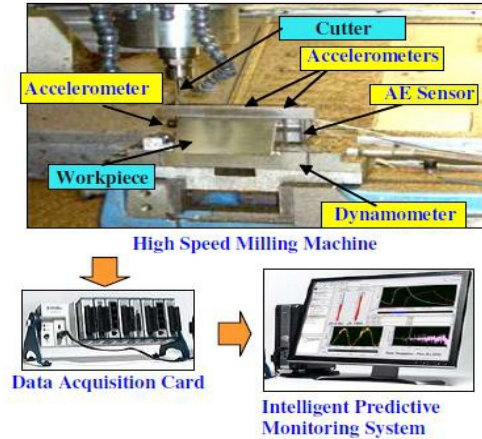 Cutter
Accelerometers
Accelerometer
AE Sensor
Workpiece
Dynamometer
High Speed Milling Machine
Data Acquisition Card
Intelligent Predictive
Monitoring System